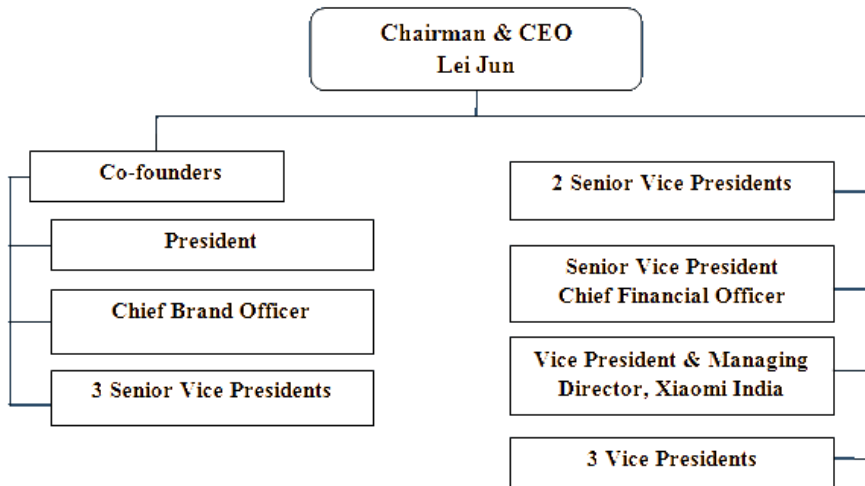 Chairman & CEO
Lei Jun
Co-founders
President
Chief Brand Officer
3 Senior Vice Presidents
2 Senior Vice Presidents
Senior Vice President
Chief Financial Officer
Vice President & Managing
Director, Xiaomi India
3 Vice Presidents